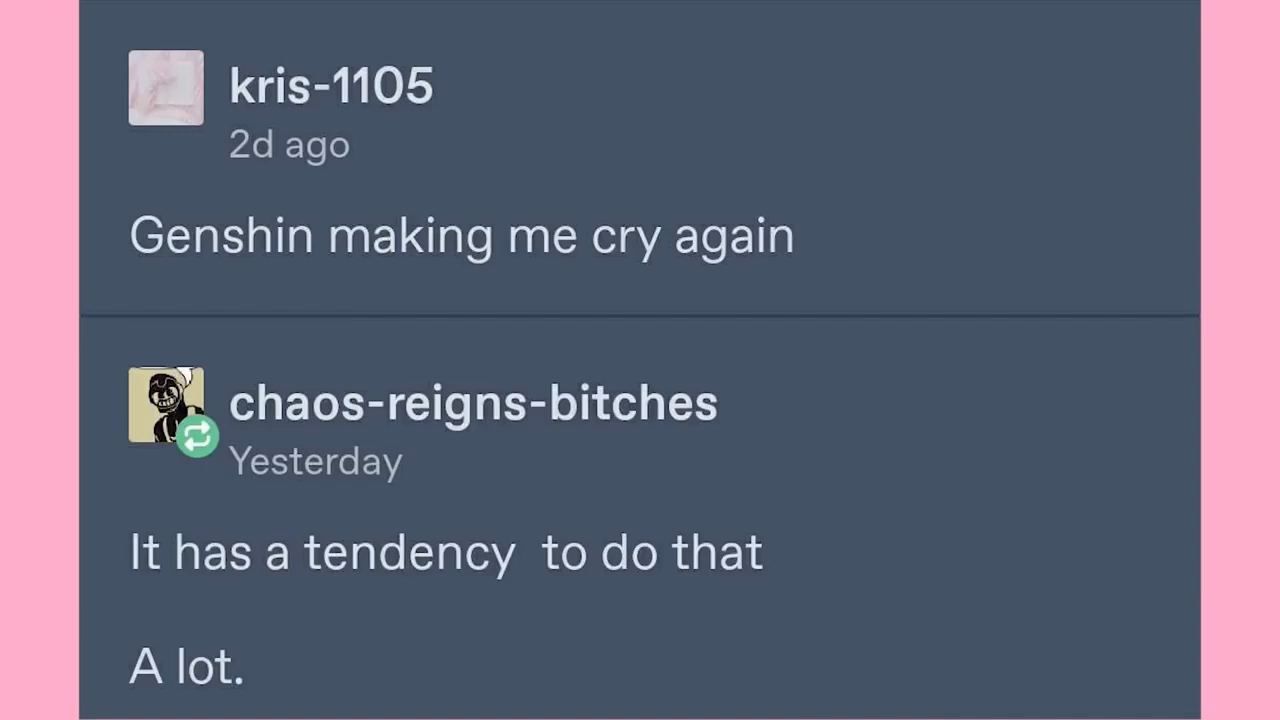 kris-1105
2d ago
Genshin making me cry again
chaos-reigns-bitches
Yesterday
It has a tendency  to do that
A lot.